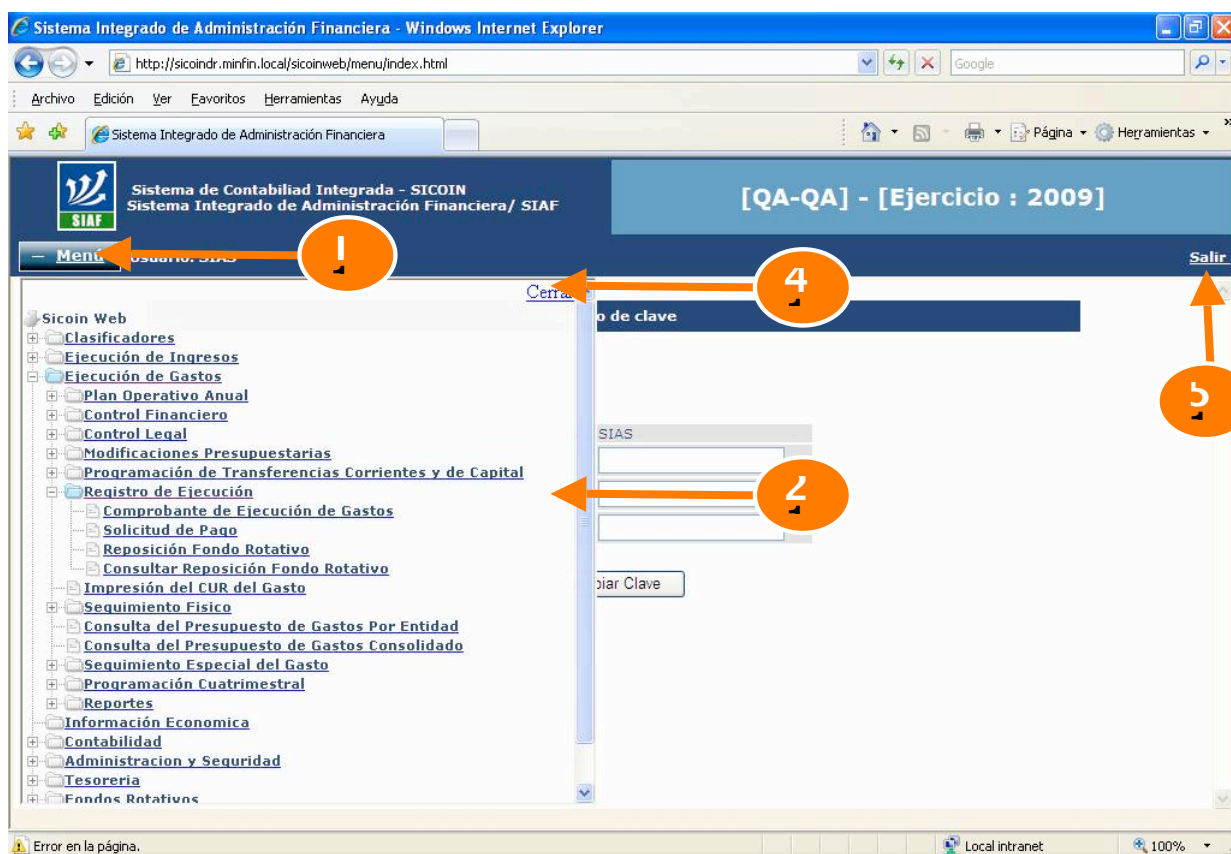 Sistema Integrado de Administración Financiera - Windows Internet Explorer
http://sicoindr.minfin.local/sicoinweb/menu/index.html
Google
Archivo Edición Ver Favoritos Herramientas Ayuda
Sistema Integrado de Administración Financiera
Página
Herramientas
SIAF
Sistema de Contabiliad Integrada - SICOIN
Sistema Integrado de Administración Financiera/ SIAF
[QA-QA] - [Ejercicio : 2009]
Menú
Usuario: SIAS
Salir
1
4
5
2
Cerrar
Sicoin Web
o de clave
Clasificadores
Ejecución de Ingresos
Ejecución de Gastos
Plan Operativo Anual
Control Financiero
Control Legal
SIAS
Modificaciones Presupuestarias
Programación de Transferencias Corrientes y de Capital
Registro de Ejecución
Comprobante de Ejecución de Gastos
Solicitud de Pago
Reposición Fondo Rotativo
Consultar Reposición Fondo Rotativo
biar Clave
Impresión del CUR del Gasto
Seguimiento Fisico
Consulta del Presupuesto de Gastos Por Entidad
Consulta del Presupuesto de Gastos Consolidado
Seguimiento Especial del Gasto
Programación Cuatrimestral
Reportes
Información Economica
Contabilidad
Administracion y Seguridad
Tesoreria
Fondos Rotativos
Error en la página.
Local intranet
100%